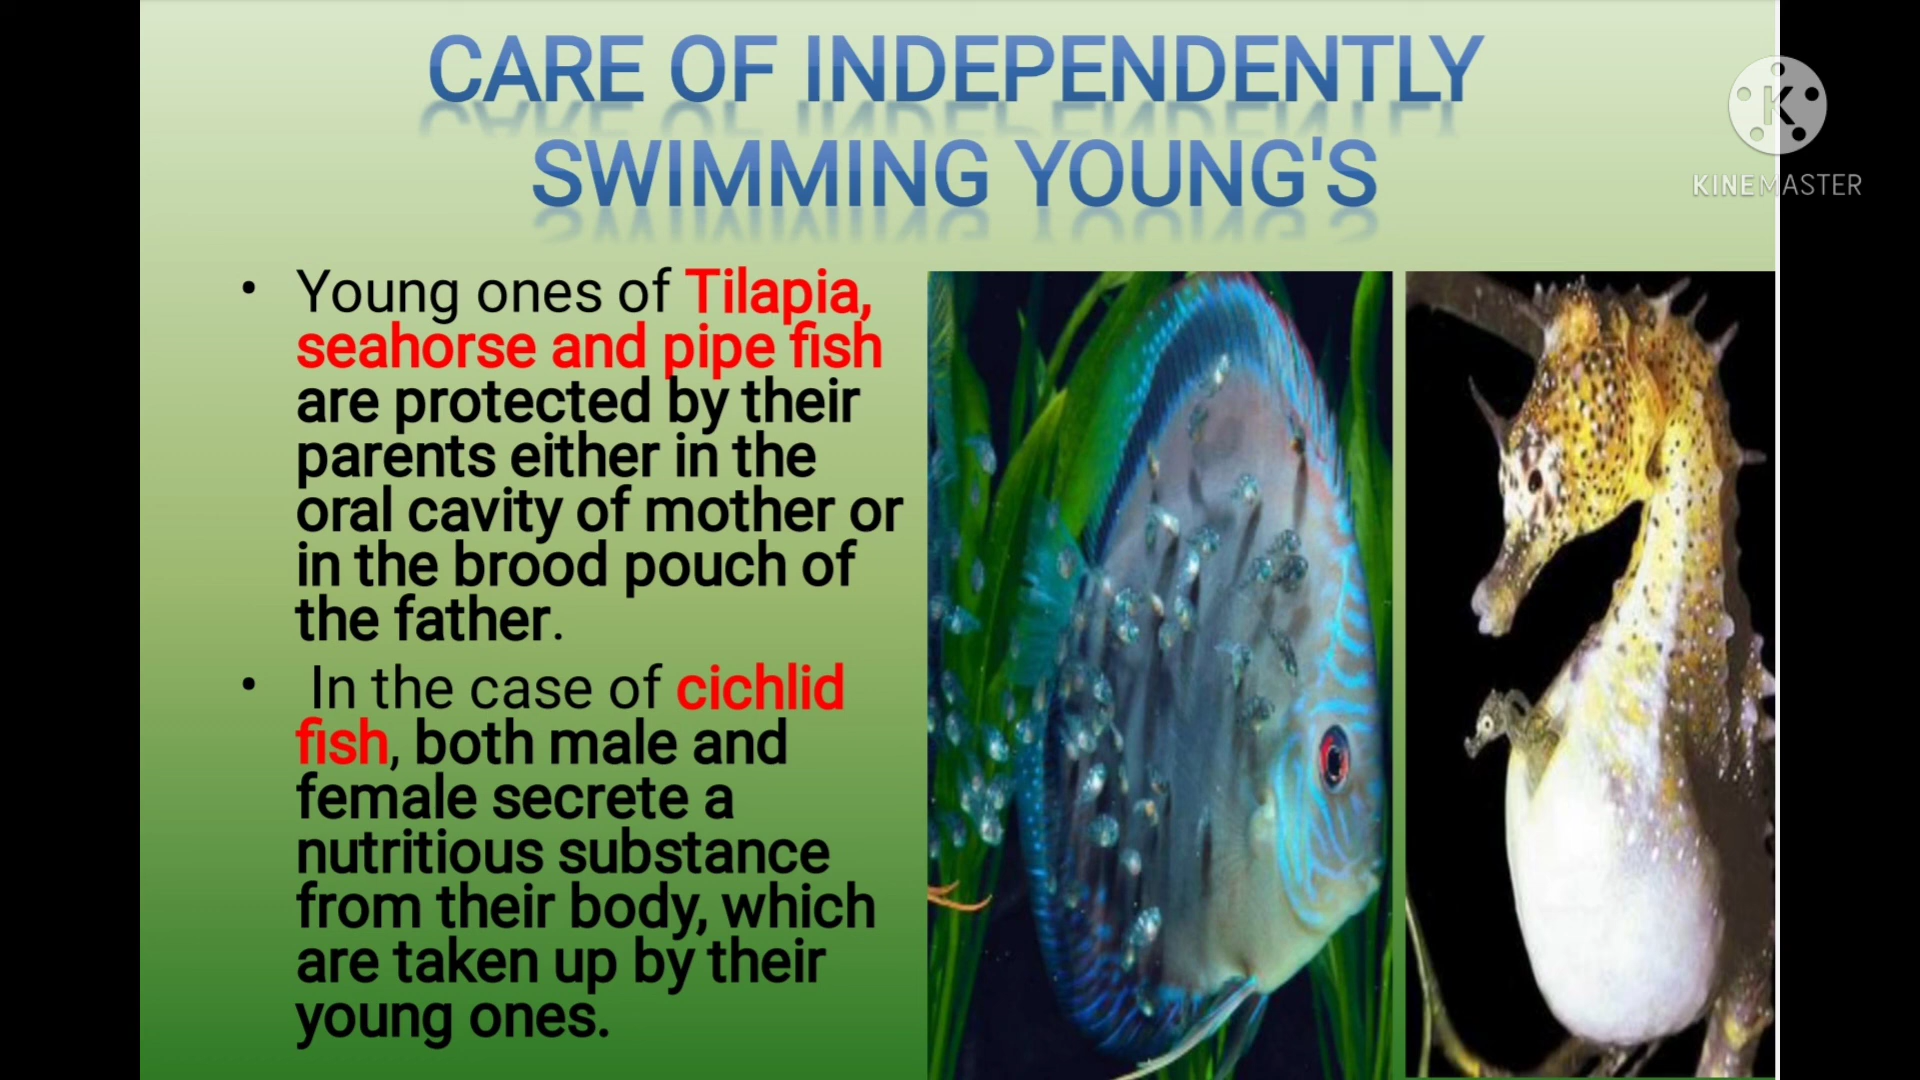 CARE OF INDEPENDENTLY
SWIMMING YOUNG'S
K
KINEMASTER
• Young ones of Tilapia,
seahorse and pipe fish
are protected by their
parents either in the
oral cavity of mother or
in the brood pouch of
the father.
• In the case of cichlid
fish, both male and
female secrete a
nutritious substance
from their body, which
are taken up by their
young ones.